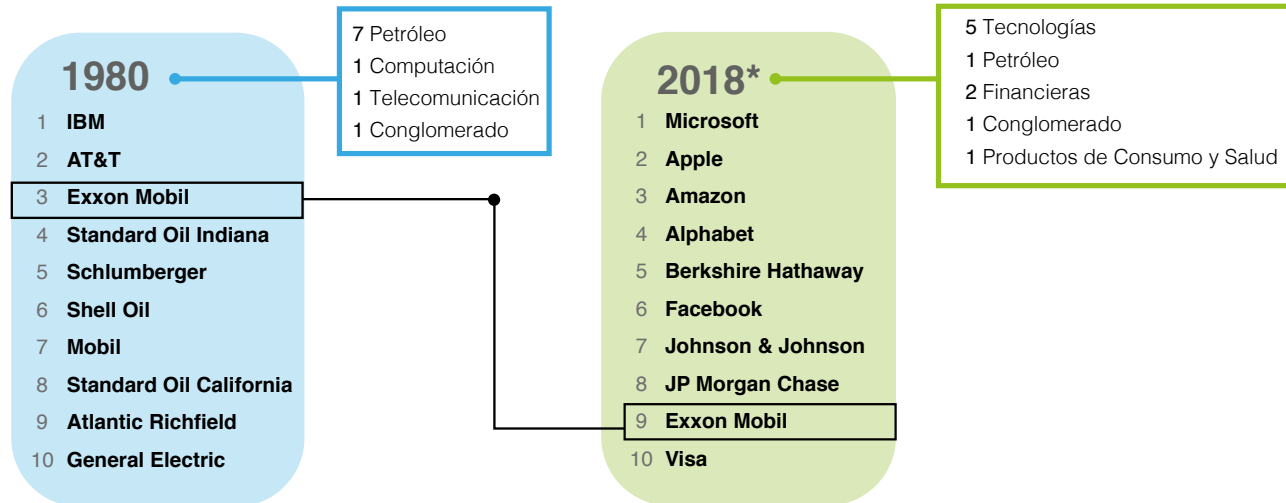 1980
7 Petróleo
1 Computación
1 Telecomunicación
1 Conglomerado
1 IBM
2 AT&T
3 Exxon Mobil
4 Standard Oil Indiana
5 Schlumberger
6 Shell Oil
7 Mobil
8 Standard Oil California
9 Atlantic Richfield
10 General Electric
2018*
5 Tecnologías
1 Petróleo
2 Financieras
1 Conglomerado
1 Productos de Consumo y Salud
1 Microsoft
2 Apple
3 Amazon
4 Alphabet
5 Berkshire Hathaway
6 Facebook
7 Johnson & Johnson
8 JP Morgan Chase
9 Exxon Mobil
10 Visa